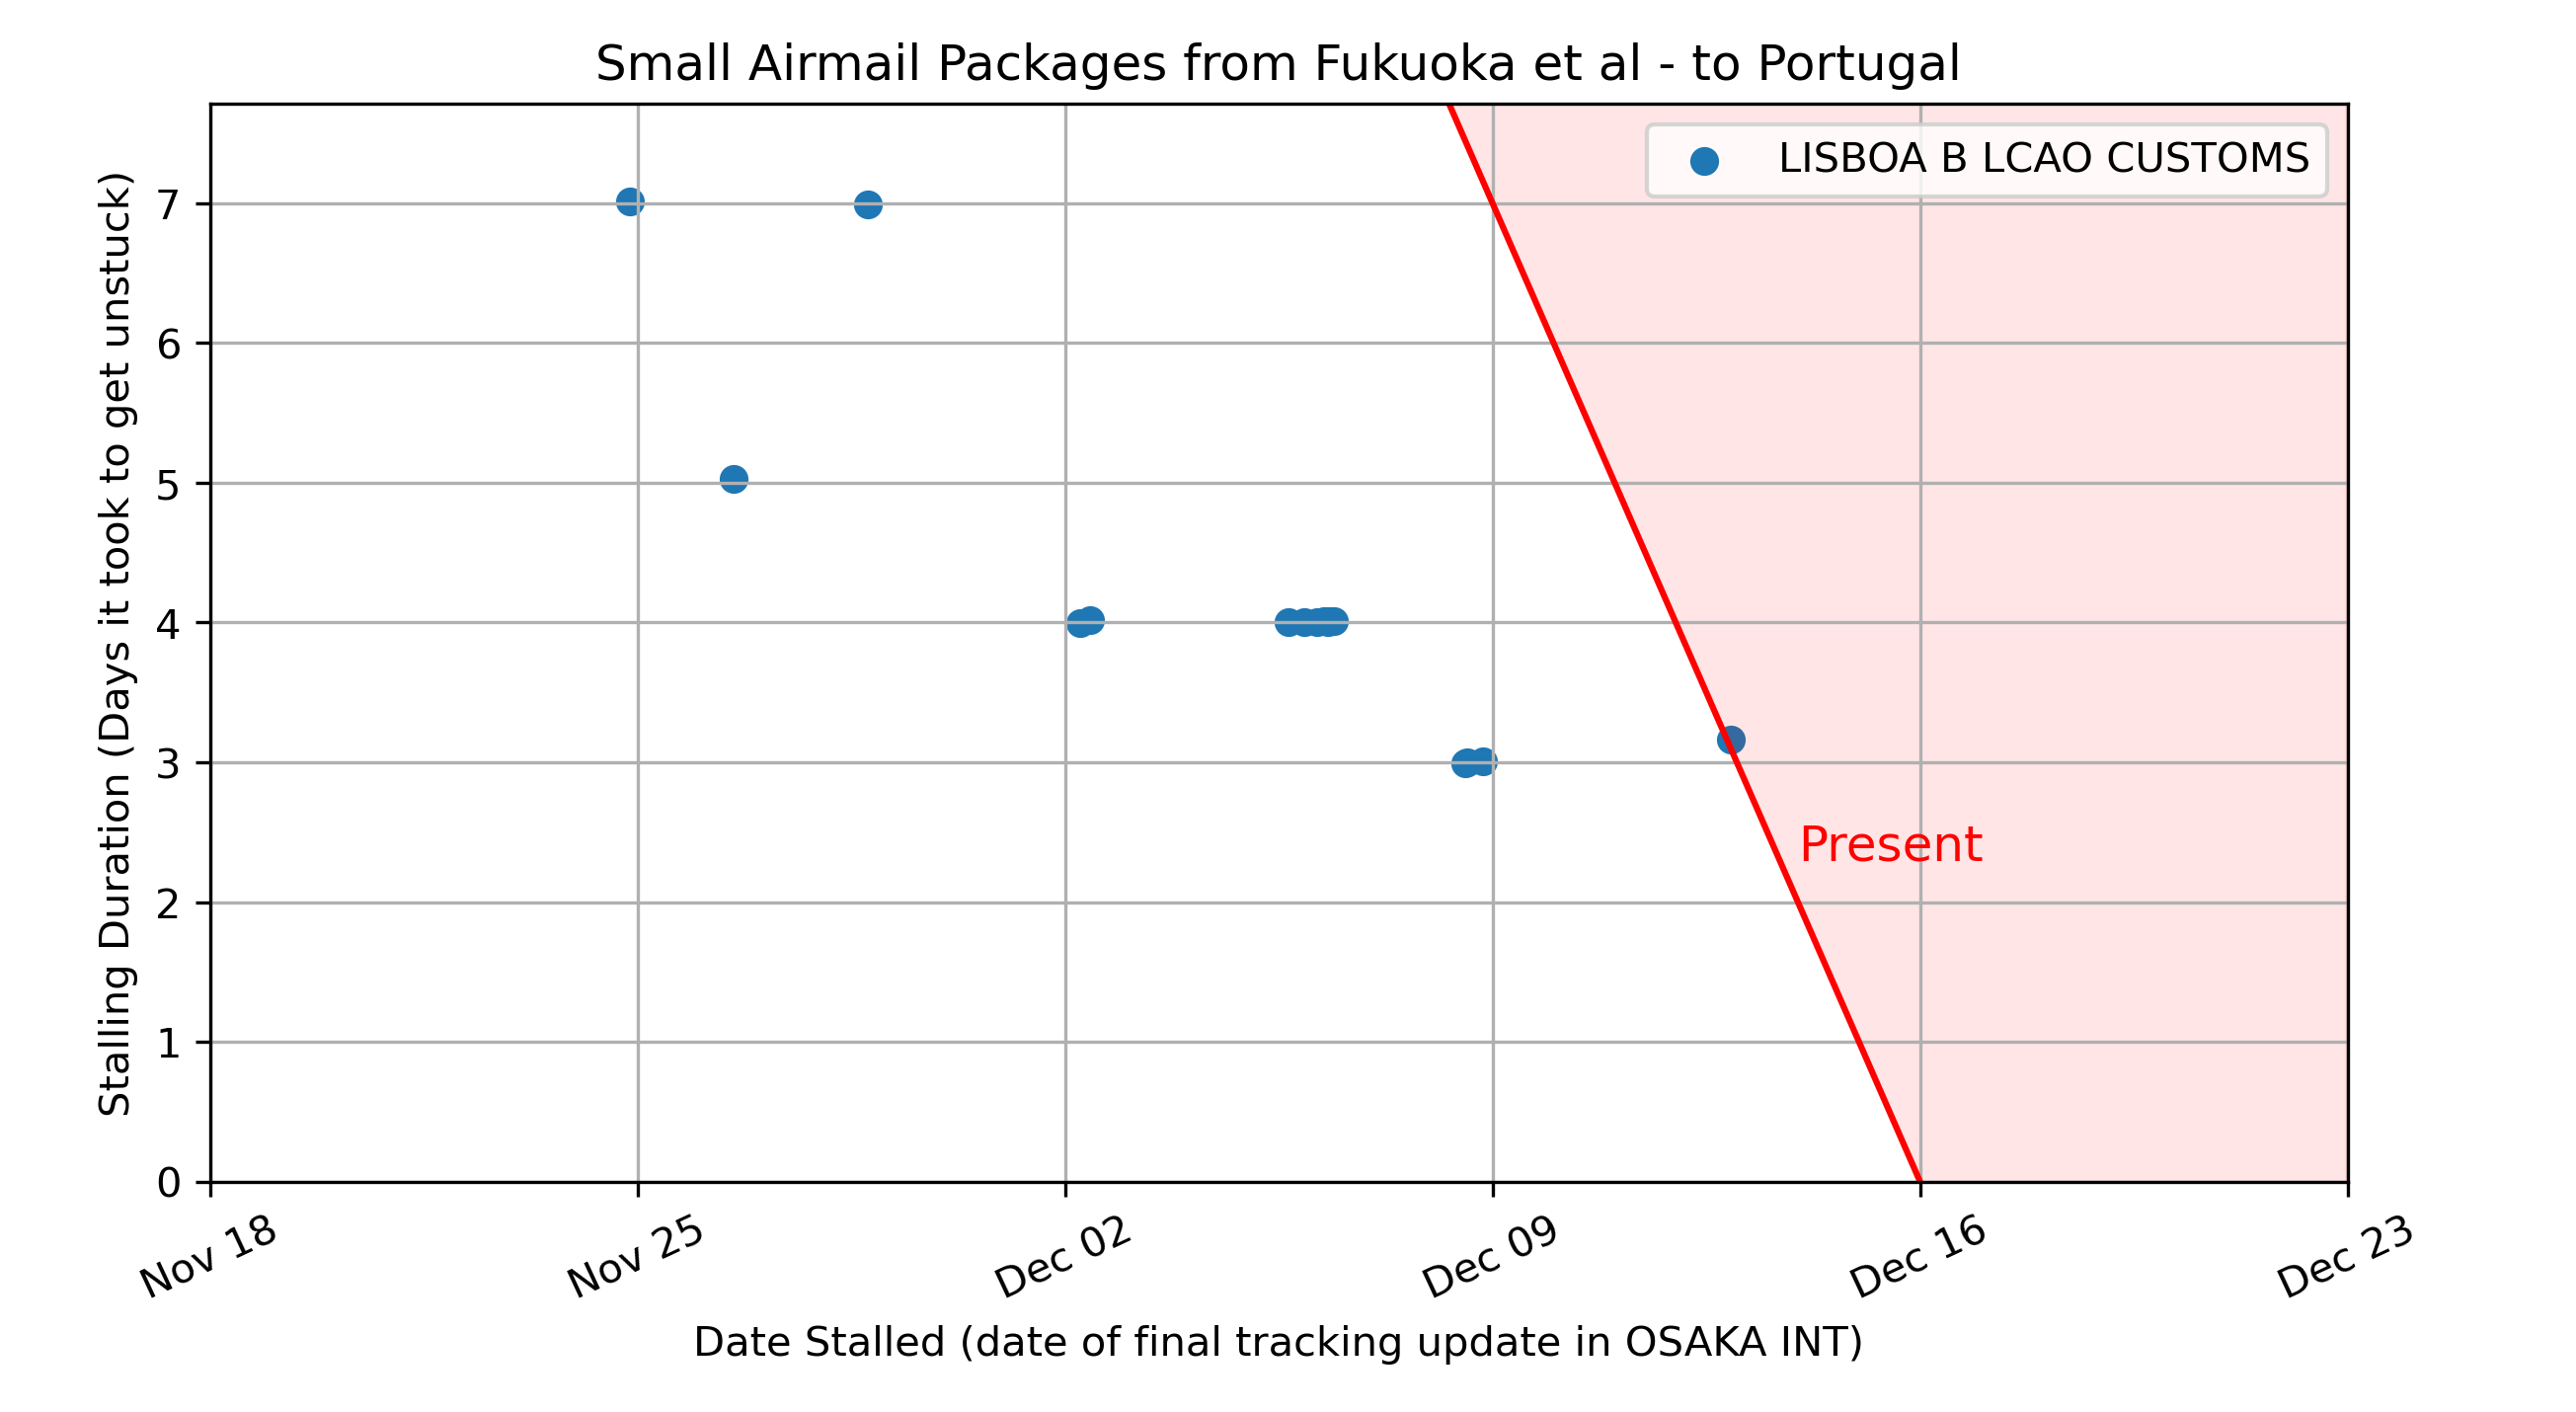 Small Airmail Packages from Fukuoka et al - to Portugal
LISBOA B LCAO CUSTOMS
Stalling Duration (Days it took to get unstuck)
7
6
5
4
3
2
1
0
Present
Nov 18
Nov 25
Dec 02
Dec 09
Dec 16
Dec 23
Date Stalled (date of final tracking update in OSAKA INT)